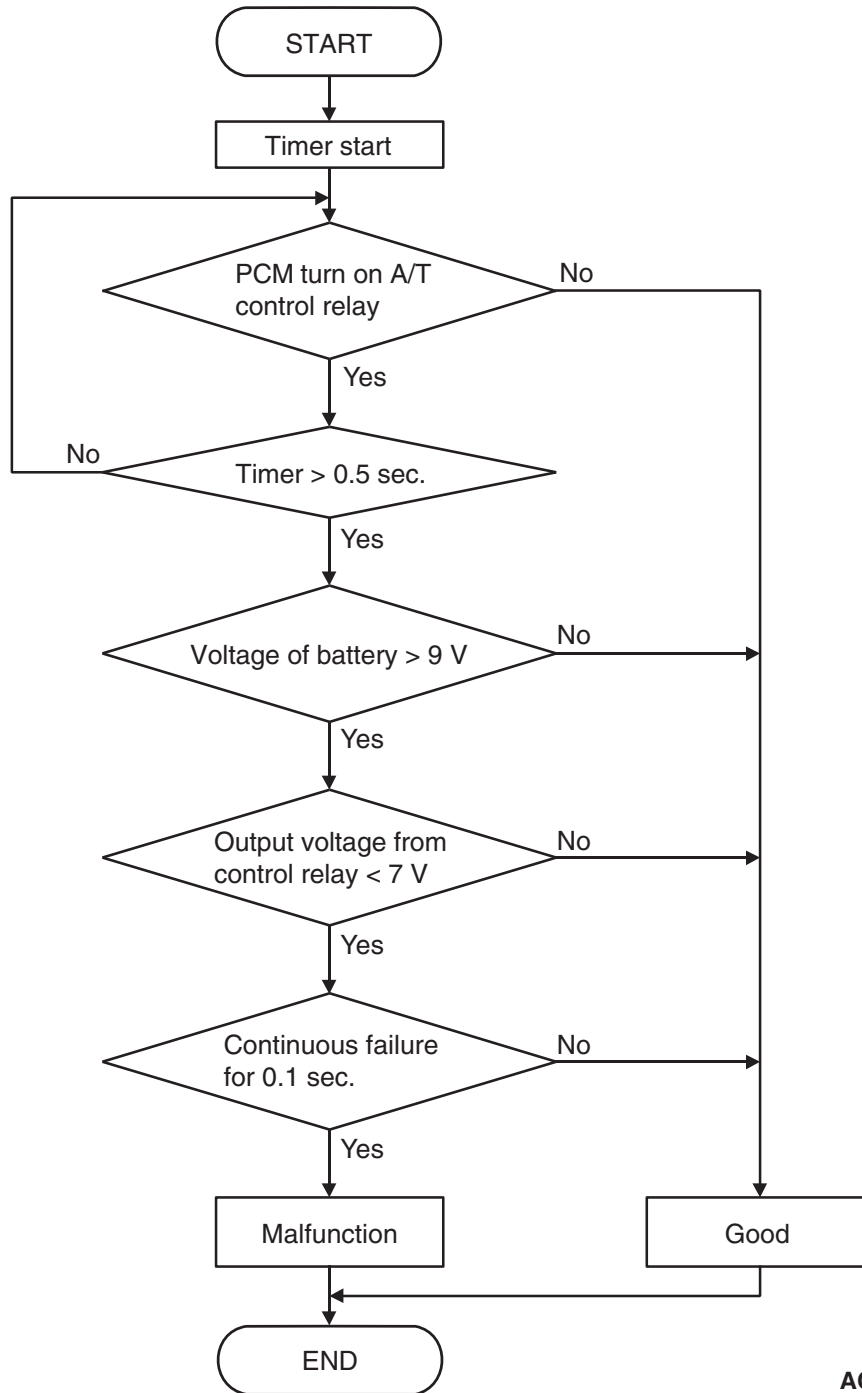 START
Timer start
PCM turn on A/T
control relay
No
Yes
No
Timer > 0.5 sec.
Yes
Voltage of battery > 9 V
No
Yes
Output voltage from
control relay < 7 V
No
Yes
Continuous failure
for 0.1 sec.
No
Yes
Malfunction
Good
END